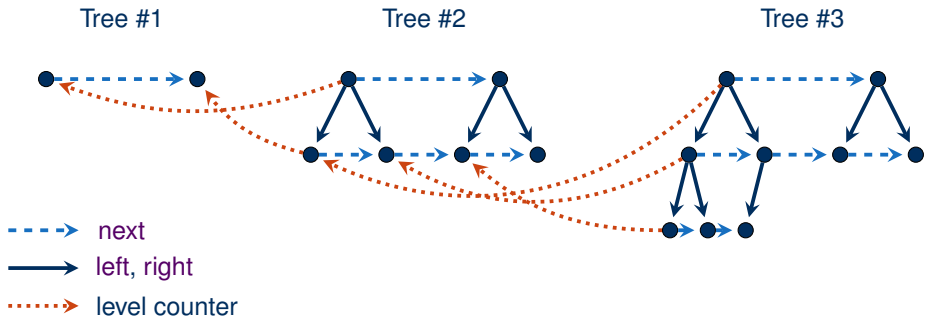 Tree #1
Tree #2
Tree #3
next
left, right
level counter